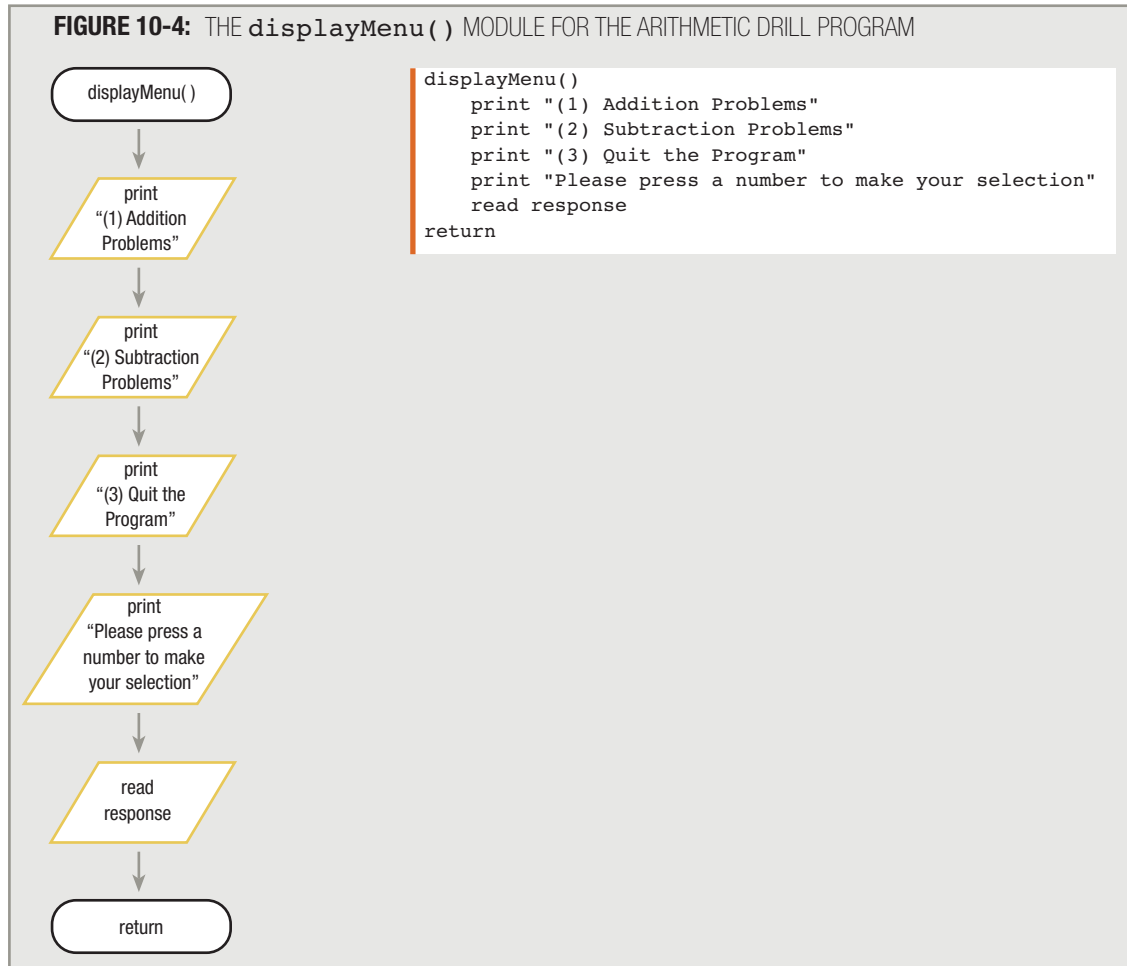 FIGURE 10-4: THE displayMenu() MODULE FOR THE ARITHMETIC DRILL PROGRAM
displayMenu( )
print
“(1) Addition
Problems”
print
“(2) Subtraction
Problems”
print
“(3) Quit the
Program”
print
“Please press a
number to make
your selection”
read
response
return
displayMenu()
print "(1) Addition Problems"
print "(2) Subtraction Problems"
print "(3) Quit the Program"
print "Please press a number to make your selection"
read response
return